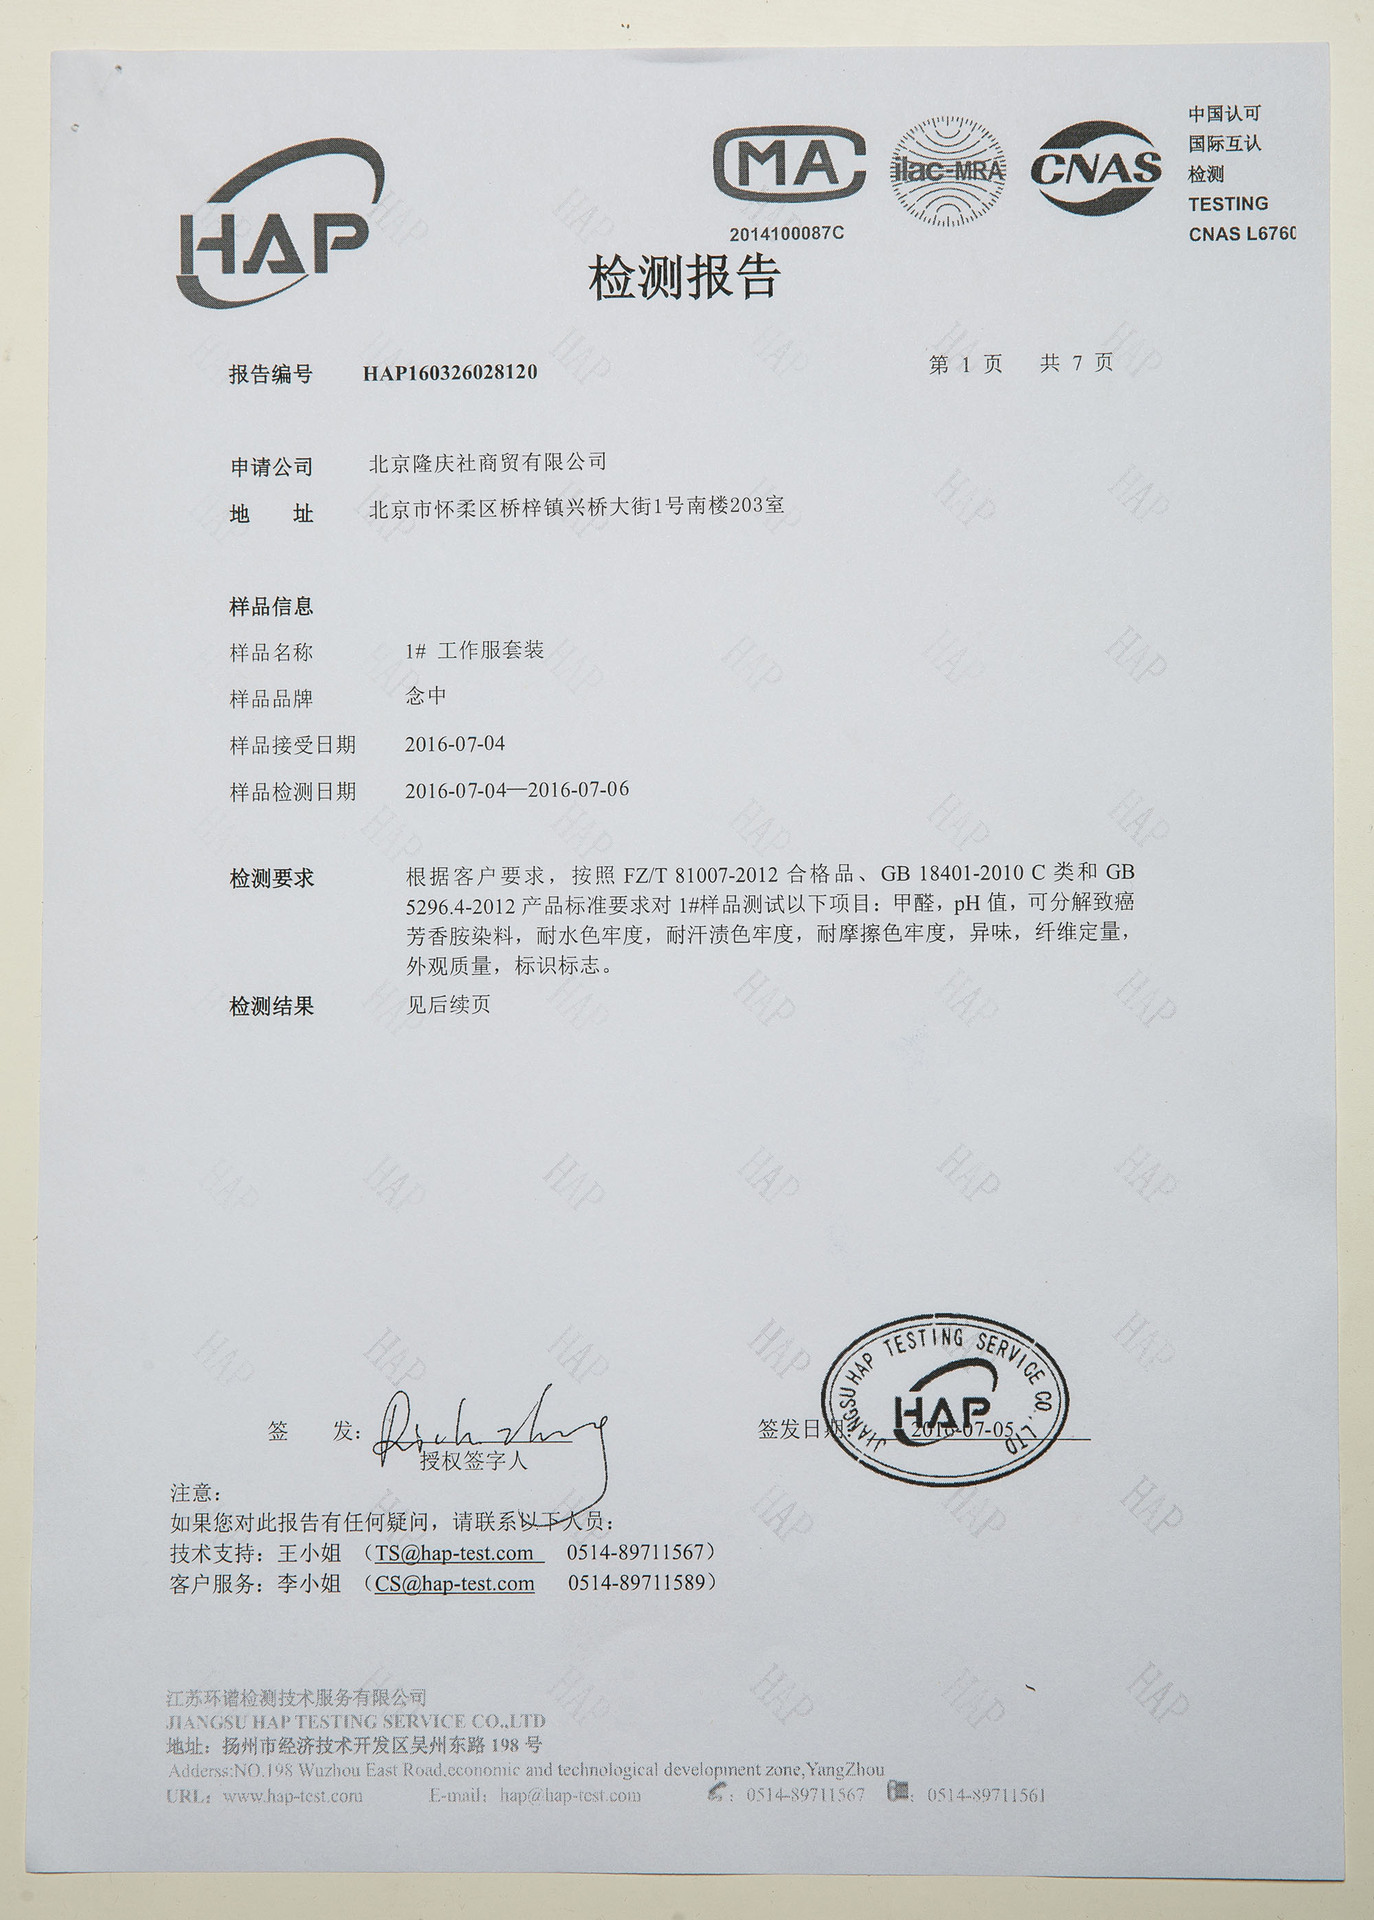 HAP
MA
2014100087C
ilac-MRA
CNAS
中国认可
国际互认
检测
TESTING
CNAS L6760
检测报告
报告编号 HAP160326028120
第 1 页 共 7 页
申请公司 北京隆庆社商贸有限公司
地 址 北京市怀柔区桥梓镇兴桥大街1号南楼203室
样品信息
样品名称 1# 工作服套装
样品品牌 念中
样品接受日期 2016-07-04
样品检测日期 2016-07-04—2016-07-06
检测要求 根据客户要求，按照 FZ/T 81007-2012 合格品、GB 18401-2010 C 类和 GB
5296.4-2012 产品标准要求对 1#样品测试以下项目：甲醛，pH 值，可分解致癌
芳香胺染料，耐水色牢度，耐汗渍色牢度，耐摩擦色牢度，异味，纤维定量，
外观质量，标识标志。
检测结果 见后续页
JIANGSU HAP TESTING SERVICE CO.,LTD
HAP
签 发：
签发日期： 2016-07-05
授权签字人
注意：
如果您对此报告有任何疑问，请联系以下人员：
技术支持：王小姐 （TS@hap-test.com 0514-89711567）
客户服务：李小姐 （CS@hap-test.com 0514-89711589）
江苏环谱检测技术服务有限公司
JIANGSU HAP TESTING SERVICE CO.,LTD
地址：扬州市经济技术开发区吴州东路 198 号
Adderss:NO.198 Wuzhou East Road,economic and technological development zone,YangZhou
URL：www.hap-test.com E-mail：hap@hap-test.com ：0514-89711567 ：0514-89711561